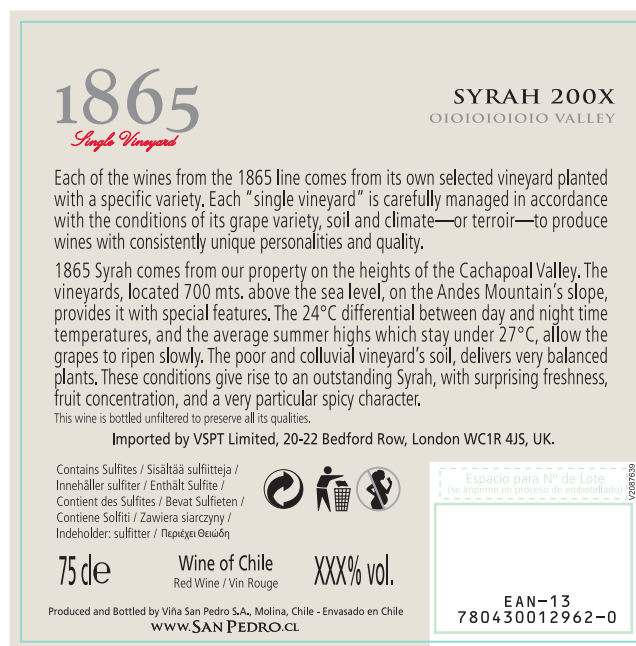 1865
Single Vineyard
SYRAH 200X
OIOIOIOIOIO VALLEY
Each of the wines from the 1865 line comes from its own selected vineyard planted
with a specific variety. Each “single vineyard” is carefully managed in accordance
with the conditions of its grape variety, soil and climate—or terroir—to produce
wines with consistently unique personalities and quality.
1865 Syrah comes from our property on the heights of the Cachapoal Valley. The
vineyards, located 700 mts. above the sea level, on the Andes Mountain’s slope,
provides it with special features. The 24°C differential between day and night time
temperatures, and the average summer highs which stay under 27°C, allow the
grapes to ripen slowly. The poor and colluvial vineyard’s soil, delivers very balanced
plants. These conditions give rise to an outstanding Syrah, with surprising freshness,
fruit concentration, and a very particular spicy character.
This wine is bottled unfiltered to preserve all its qualities.
Imported by VSPT Limited, 20-22 Bedford Row, London WC1R 4JS, UK.
Contains Sulfites / Sisältää sulfiitteja /
Innehåller sulfiter / Enthält Sulfite /
Contient des Sulfites / Bevat Sulfieten /
Contiene Solfiti / Zawiera siarczyny /
Indeholder: sulfitter / Περιέχει Θειώδη
75 cl e
Wine of Chile
Red Wine / Vin Rouge
XXX% vol.
Produced and Bottled by Viña San Pedro S.A., Molina, Chile - Envasado en Chile
WWW.SAN PEDRO.CL
Espacio para Nº de Lote
(se imprime en proceso de embotellado)
V2087639
EAN-13
780430012962-0